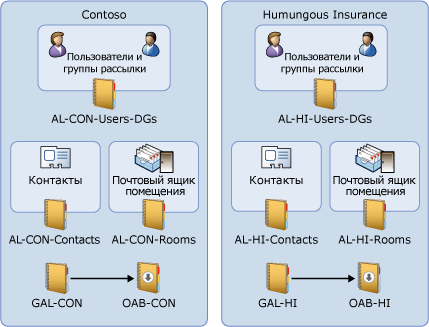 Contoso
Пользователи и
группы рассылки
AL-CON-Users-DGs
Контакты
Почтовый ящик
помещения
AL-CON-Contacts
AL-CON-Rooms
GAL-CON
OAB-CON
Humungous Insurance
Пользователи и
группы рассылки
AL-HI-Users-DGs
Контакты
Почтовый ящик
помещения
AL-HI-Contacts
AL-HI-Rooms
GAL-HI
OAB-HI